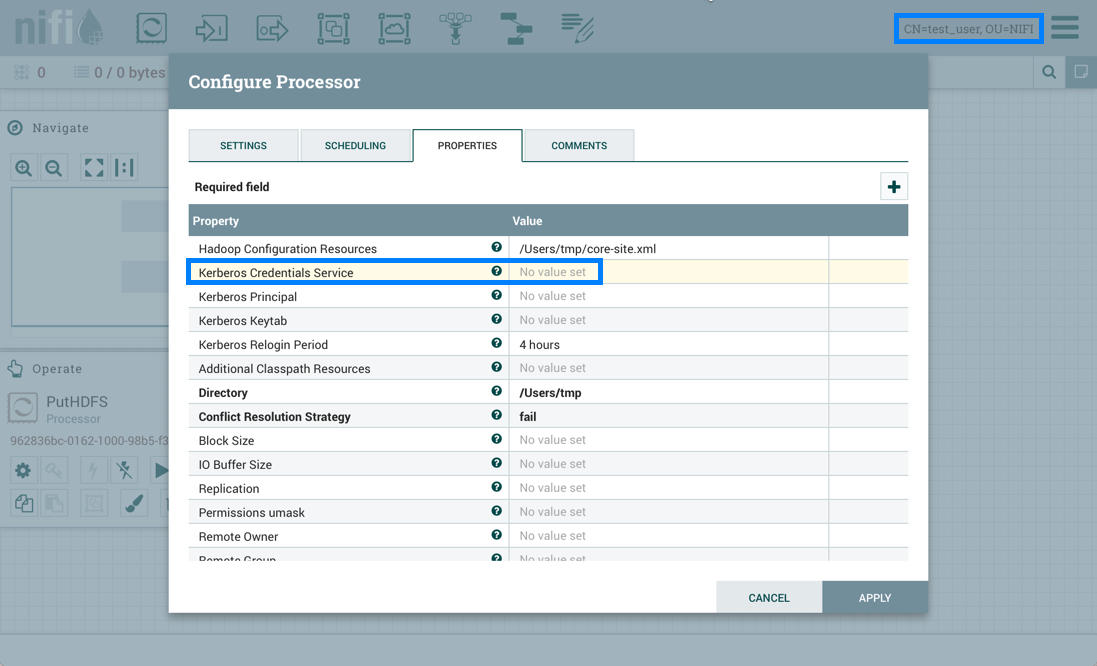 nifi
CN=test_user, OU=NIFI
0 0 / 0 bytes
Configure Processor
Navigate
SETTINGS SCHEDULING PROPERTIES COMMENTS
Required field
Property Value
Hadoop Configuration Resources /Users/tmp/core-site.xml
Kerberos Credentials Service No value set
Kerberos Principal No value set
Kerberos Keytab No value set
Kerberos Relogin Period 4 hours
Additional Classpath Resources No value set
Operate
Directory /Users/tmp
PutHDFS
Conflict Resolution Strategy fail
Processor
Block Size No value set
962836bc-0162-1000-98b5-f3
IO Buffer Size No value set
Replication No value set
Permissions umask No value set
Remote Owner No value set
Remote Group No value set
CANCEL APPLY